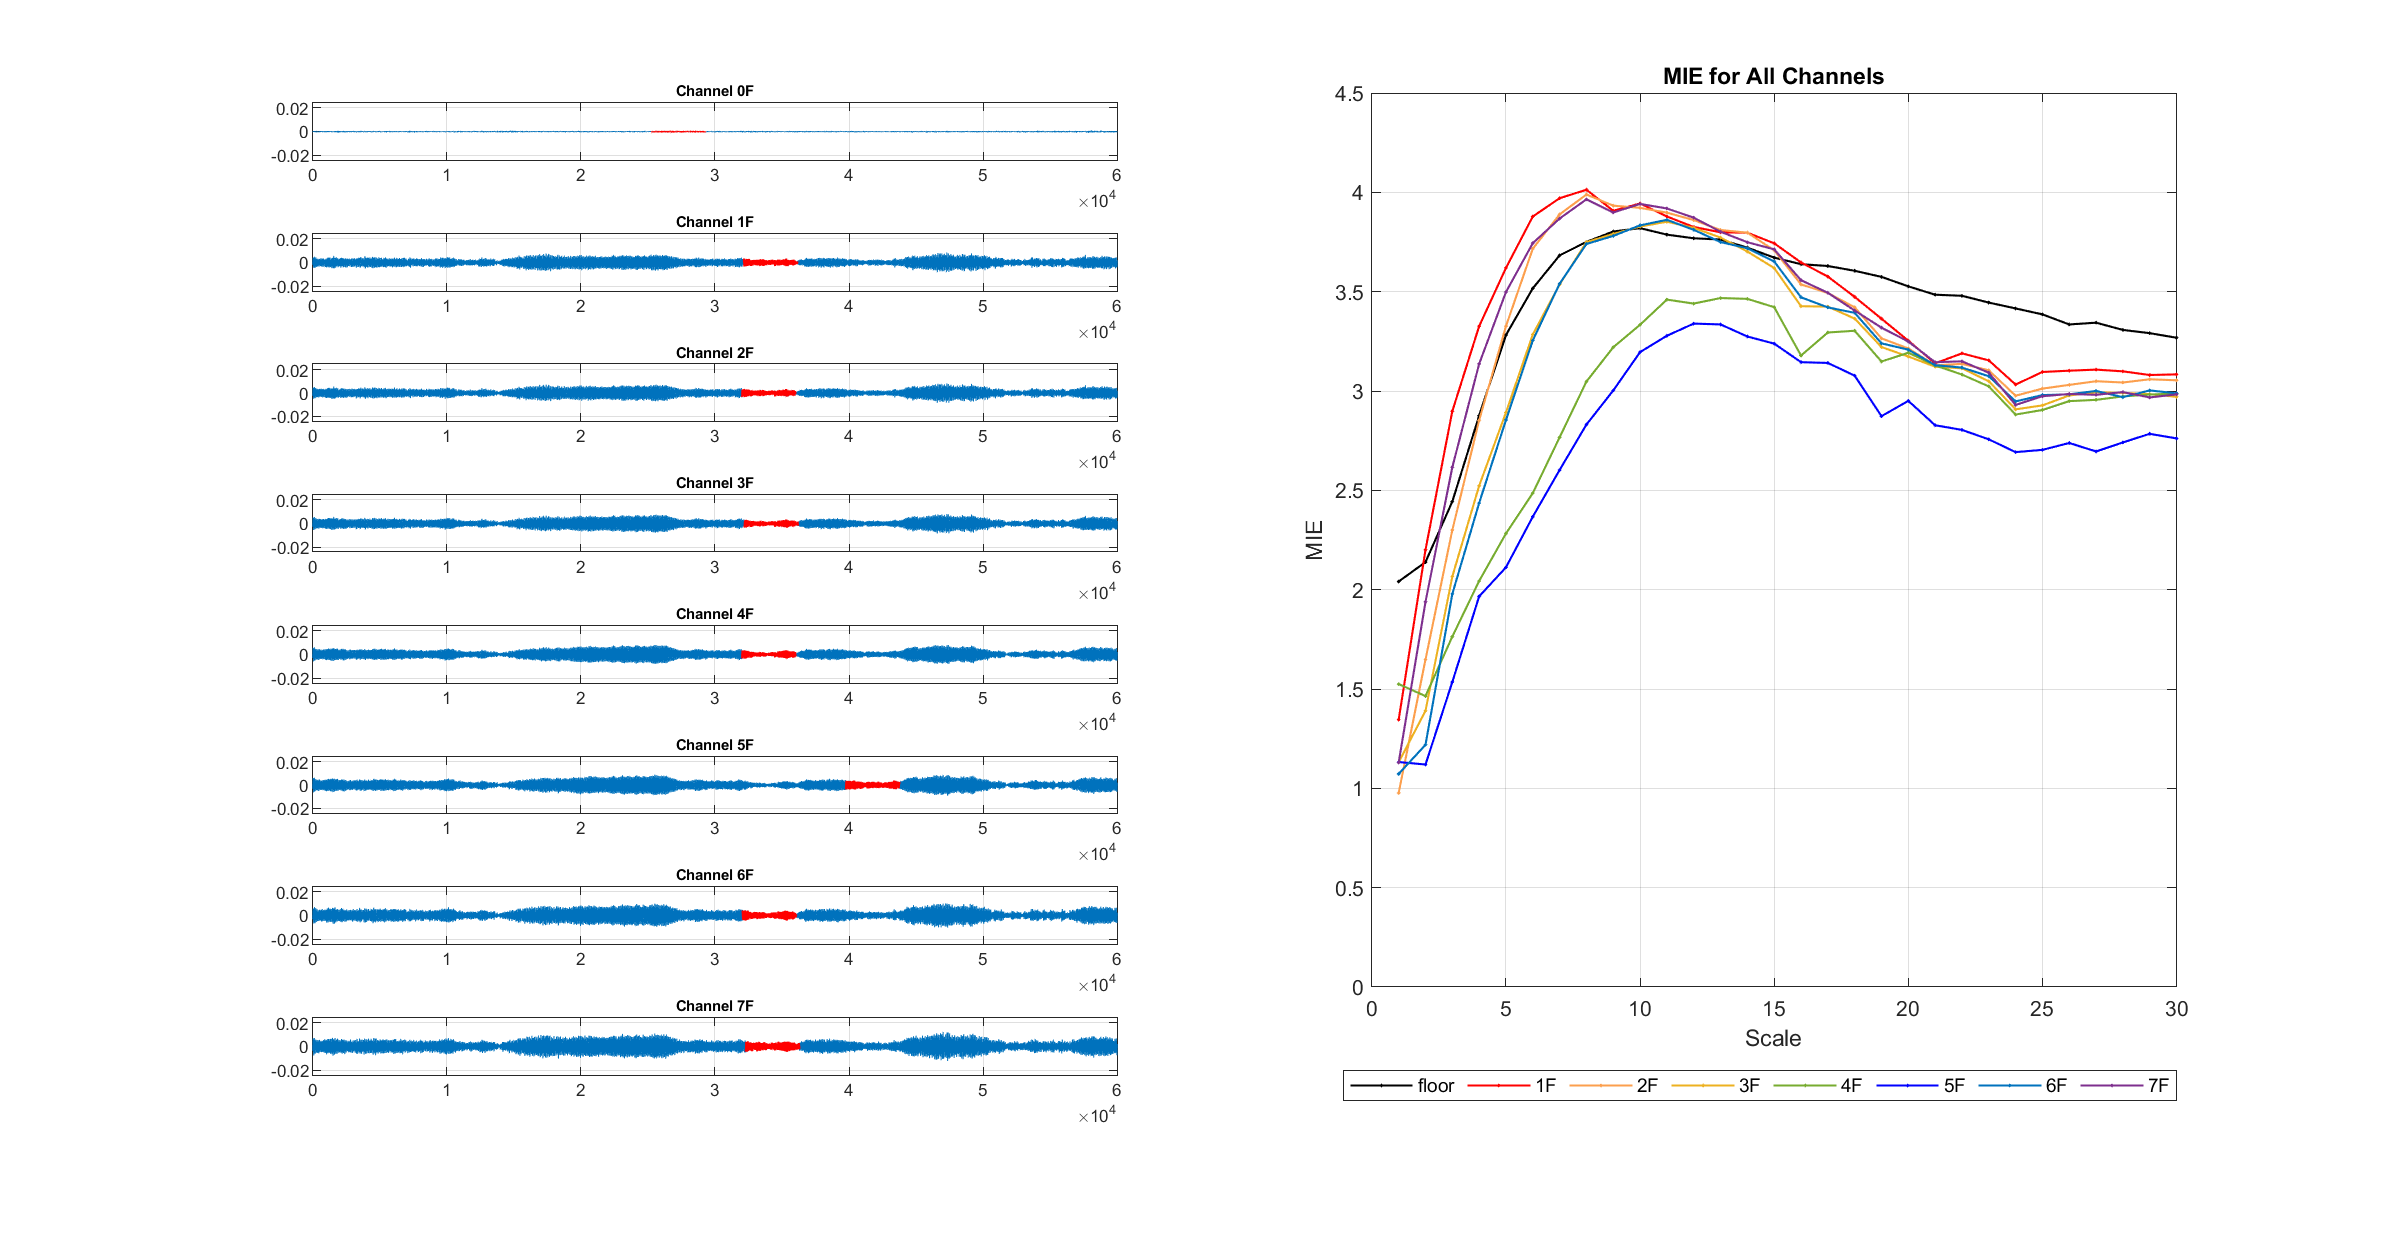 Channel 0F
0.02
0
-0.02
0 1 2 3 4 5 6
×10^4
Channel 1F
0.02
0
-0.02
0 1 2 3 4 5 6
×10^4
Channel 2F
0.02
0
-0.02
0 1 2 3 4 5 6
×10^4
Channel 3F
0.02
0
-0.02
0 1 2 3 4 5 6
×10^4
Channel 4F
0.02
0
-0.02
0 1 2 3 4 5 6
×10^4
Channel 5F
0.02
0
-0.02
0 1 2 3 4 5 6
×10^4
Channel 6F
0.02
0
-0.02
0 1 2 3 4 5 6
×10^4
Channel 7F
0.02
0
-0.02
0 1 2 3 4 5 6
×10^4
MIE for All Channels
4.5
4
3.5
3
2.5
2
1.5
1
0.5
0
MIE
0 5 10 15 20 25 30
Scale
floor 1F 2F 3F 4F 5F 6F 7F